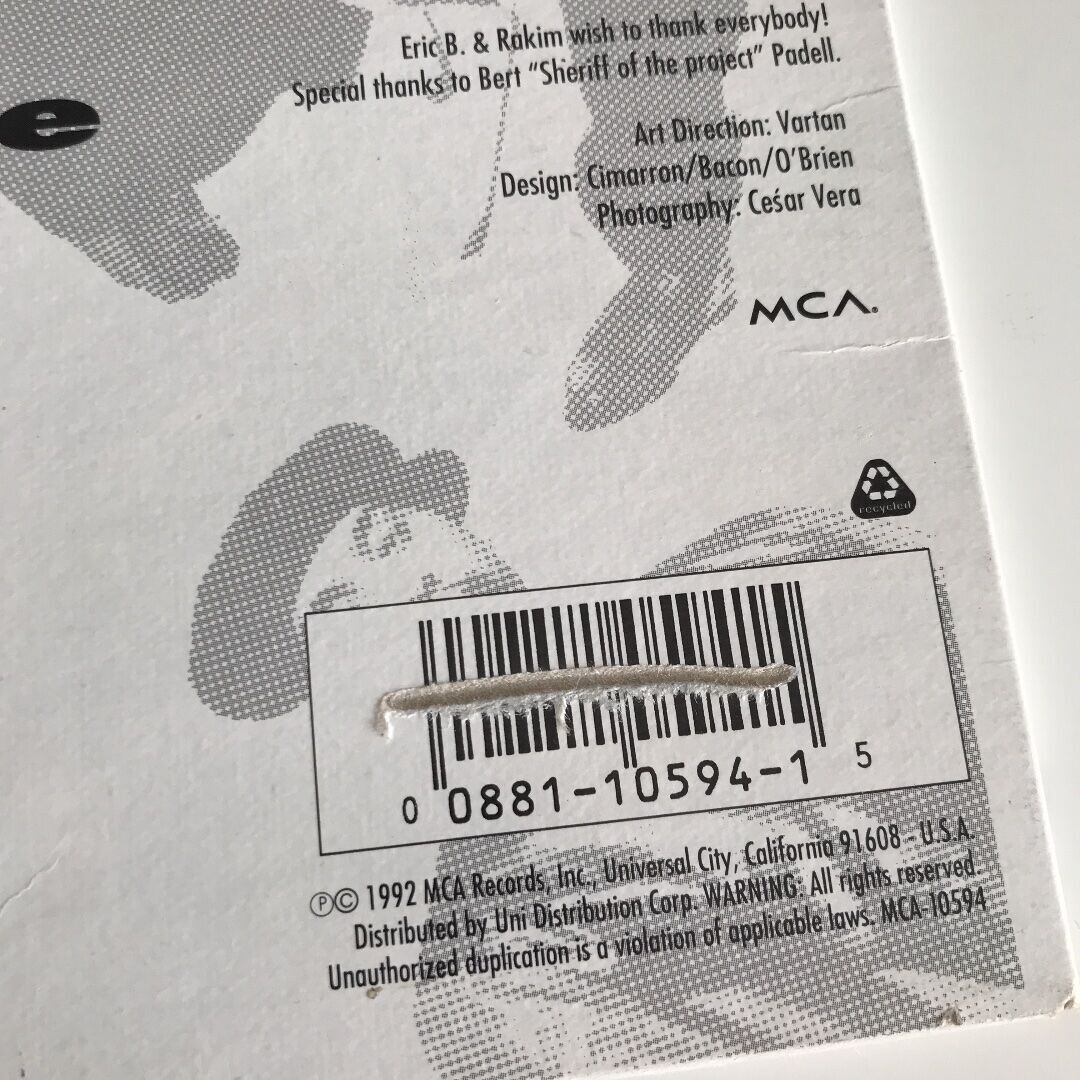 Eric B. & Rakim wish to thank everybody!
Special thanks to Bert "Sheriff of the project" Padell.
e
Art Direction: Vartan
Design: Cimarron/Bacon/O'Brien
Photography: Ceśar Vera
MCA.
recycled
0 0881-10594-1 5
℗© 1992 MCA Records, Inc., Universal City, California 91608 - U.S.A.
Distributed by Uni Distribution Corp. WARNING: All rights reserved.
Unauthorized duplication is a violation of applicable laws. MCA-10594